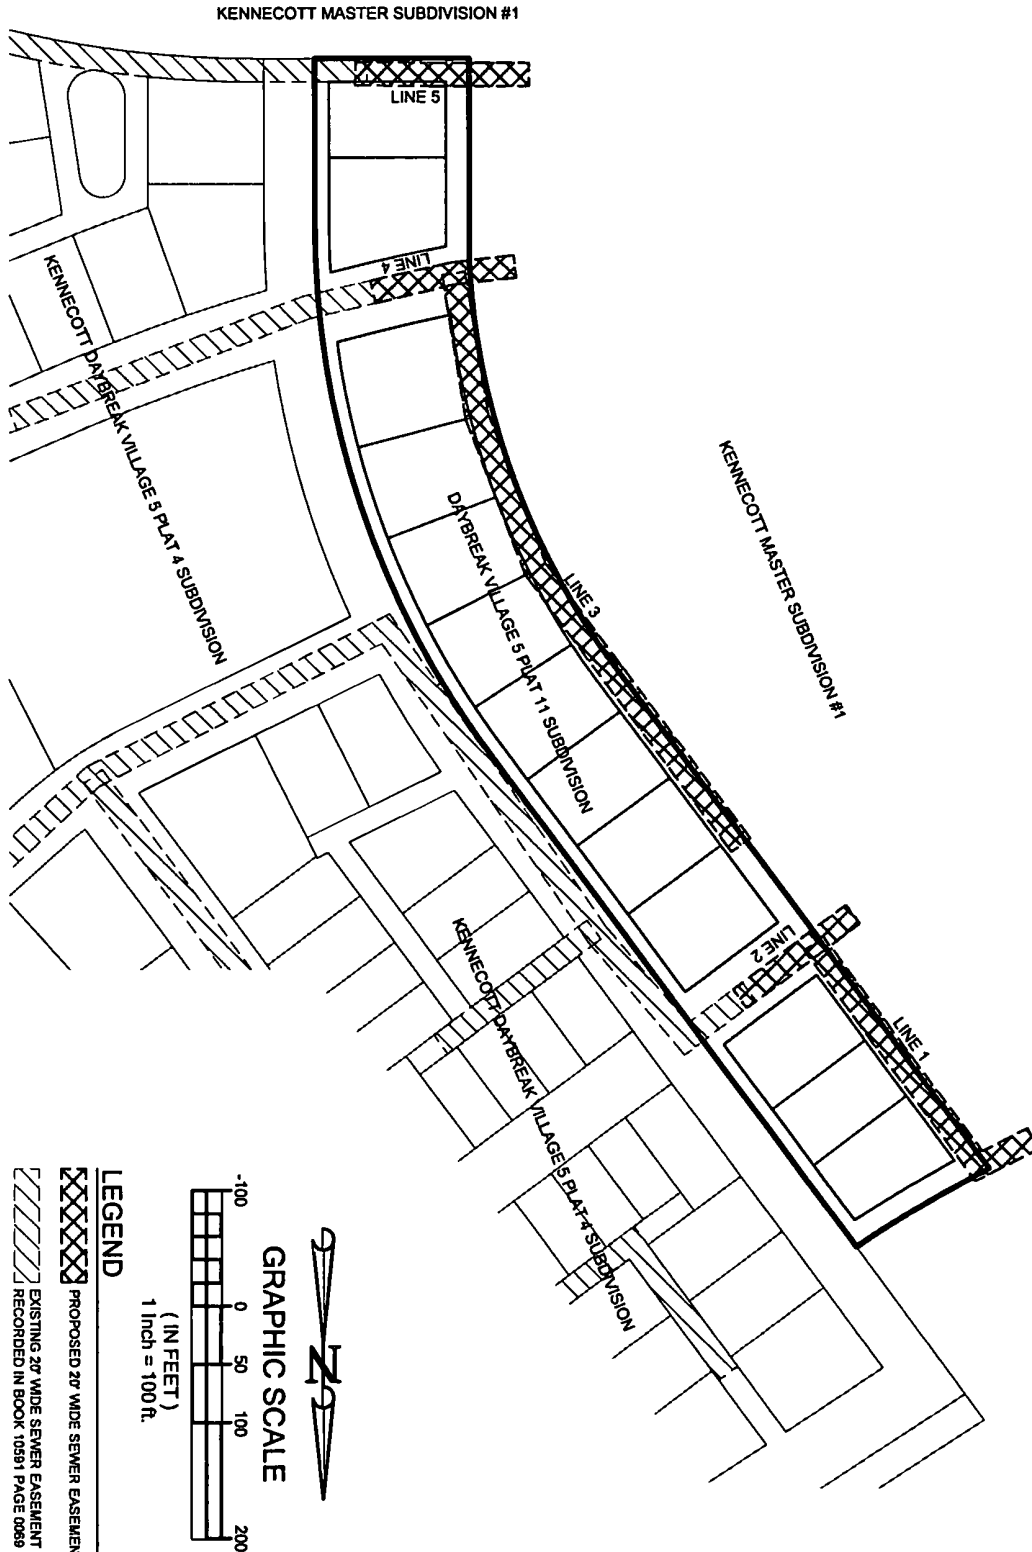 KENNECOTT MASTER SUBDIVISION #1
LINE 5
LINE 4
KENNECOTT DAYBREAK VILLAGE 5 PLAT 4 SUBDIVISION
KENNECOTT MASTER SUBDIVISION #1
DAYBREAK VILLAGE 5 PLAT 11 SUBDIVISION
LINE 3
LINE 2
LINE 1
KENNECOTT DAYBREAK VILLAGE 5 PLAT 4 SUBDIVISION
N
GRAPHIC SCALE
-100 0 50 100 200
( IN FEET )
1 inch = 100 ft.
LEGEND
PROPOSED 20' WIDE SEWER EASEMEN
EXISTING 20' WIDE SEWER EASEMENT
RECORDED IN BOOK 10591 PAGE 0069